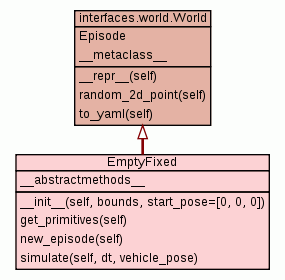 interfaces.world.World
Episode
__metaclass__
__repr__(self)
random_2d_point(self)
to_yaml(self)
EmptyFixed
__abstractmethods__
__init__(self, bounds, start_pose=[0, 0, 0])
get_primitives(self)
new_episode(self)
simulate(self, dt, vehicle_pose)